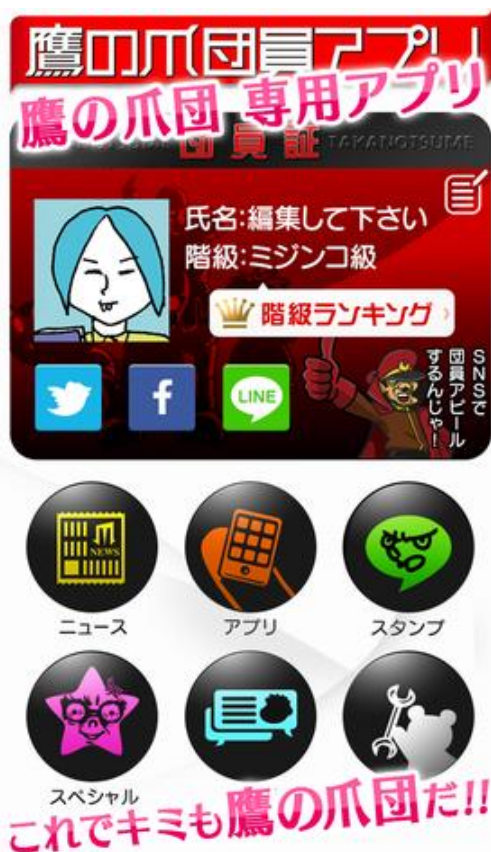 鷹の爪団員アプリ
鷹の爪団 専用アプリ
団員証 TAKANOTSUME
氏名:編集して下さい
階級:ミジンコ級
階級ランキング
SNSで
団員アピール
するんじゃ!
LINE
NEWS
ニュース
アプリ
スタンプ
スペシャル
これでキミも鷹の爪団だ!!